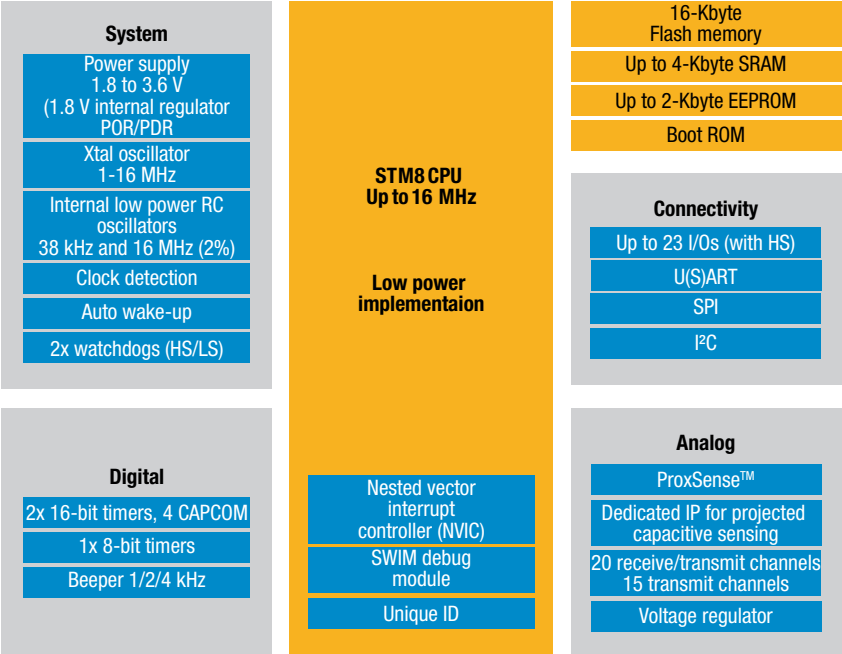 System
Power supply
1.8 to 3.6 V
(1.8 V internal regulator
POR/PDR
Xtal oscillator
1-16 MHz
Internal low power RC
oscillators
38 kHz and 16 MHz (2%)
Clock detection
Auto wake-up
2x watchdogs (HS/LS)
Digital
2x 16-bit timers, 4 CAPCOM
1x 8-bit timers
Beeper 1/2/4 kHz
STM8 CPU
Up to 16 MHz
Low power
implementaion
Nested vector
interrupt
controller (NVIC)
SWIM debug
module
Unique ID
16-Kbyte
Flash memory
Up to 4-Kbyte SRAM
Up to 2-Kbyte EEPROM
Boot ROM
Connectivity
Up to 23 I/Os (with HS)
U(S)ART
SPI
I²C
Analog
ProxSense™
Dedicated IP for projected
capacitive sensing
20 receive/transmit channels
15 transmit channels
Voltage regulator